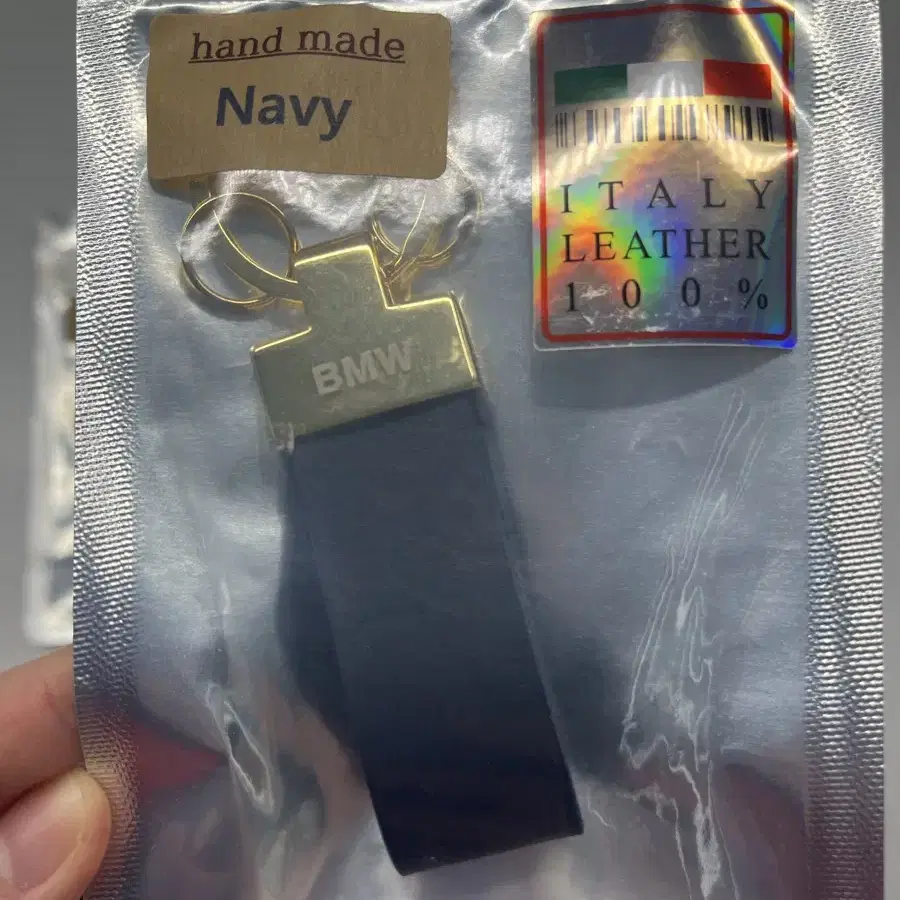 hand made
Navy
BMW
ITALY
LEATHER
100%